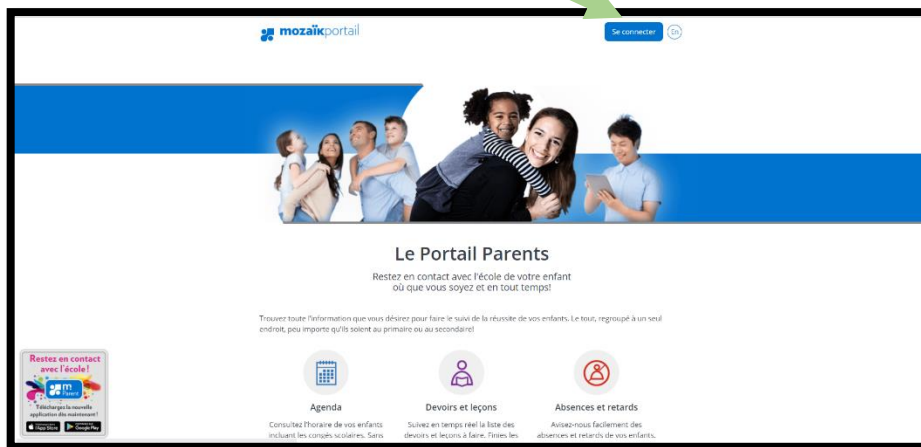 mozaïkportail
Se connecter
En
Le Portail Parents
Restez en contact avec l'école de votre enfant
où que vous soyez et en tout temps!
Trouvez toute l'information que vous désirez pour faire le suivi de la réussite de vos enfants. Le tout, regroupé à un seul
endroit, peu importe qu'ils soient au primaire ou au secondaire!
Restez en contact
avec l'école!
m
Parent
Téléchargez la nouvelle
application dès maintenant!
App Store
Google Play
Agenda
Consultez l'horaire de vos enfants
incluant les congés scolaires. Sans
Devoirs et leçons
Suivez en temps réel la liste des
devoirs et leçons à faire. Finies les
Absences et retards
Avisez-nous facilement des
absences et retards de vos enfants.